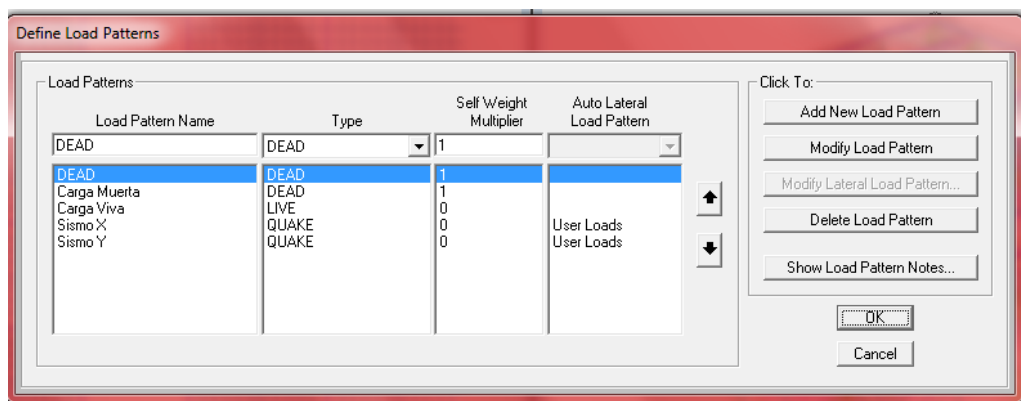 Define Load Patterns
Load Patterns
Click To:
Load Pattern Name Type Self Weight Multiplier Auto Lateral Load Pattern
DEAD DEAD 1
DEAD DEAD 1
Carga Muerta DEAD 1
Carga Viva LIVE 0
Sismo X QUAKE 0 User Loads
Sismo Y QUAKE 0 User Loads
Add New Load Pattern
Modify Load Pattern
Modify Lateral Load Pattern...
Delete Load Pattern
Show Load Pattern Notes...
OK
Cancel